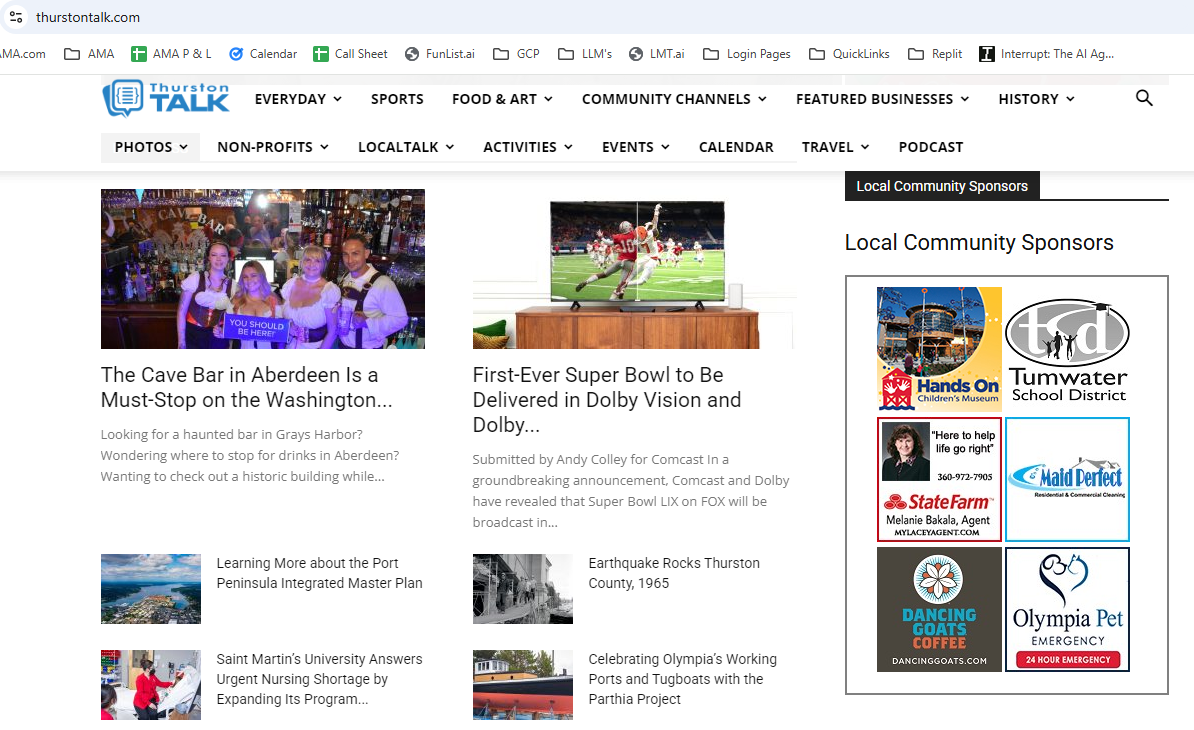 thurstontalk.com
AMA.com
AMA
AMA P & L
Calendar
Call Sheet
FunList.ai
GCP
LLM's
LMT.ai
Login Pages
QuickLinks
Replit
Interrupt: The AI Ag...
Thurston
TALK
EVERYDAY
SPORTS
FOOD & ART
COMMUNITY CHANNELS
FEATURED BUSINESSES
HISTORY
PHOTOS
NON-PROFITS
LOCALTALK
ACTIVITIES
EVENTS
CALENDAR
TRAVEL
PODCAST
CAVE BAR
YOU SHOULD
BE HERE!
The Cave Bar in Aberdeen Is a
Must-Stop on the Washington...
Looking for a haunted bar in Grays Harbor?
Wondering where to stop for drinks in Aberdeen?
Wanting to check out a historic building while...
First-Ever Super Bowl to Be
Delivered in Dolby Vision and
Dolby...
Submitted by Andy Colley for Comcast In a
groundbreaking announcement, Comcast and Dolby
have revealed that Super Bowl LIX on FOX will be
broadcast in...
Learning More about the Port
Peninsula Integrated Master Plan
Earthquake Rocks Thurston
County, 1965
Saint Martin's University Answers
Urgent Nursing Shortage by
Expanding Its Program...
Celebrating Olympia's Working
Ports and Tugboats with the
Parthia Project
Local Community Sponsors
Local Community Sponsors
Hands On
Children's Museum
tsd
Tumwater
School District
"Here to help
life go right"
360-972-7905
StateFarm
Melanie Bakala, Agent
MYLACEYAGENT.COM
Maid Perfect
Residential & Commercial Cleaning
DANCING
GOATS
COFFEE
DANCINGGOATS.COM
Olympia Pet
EMERGENCY
24 HOUR EMERGENCY